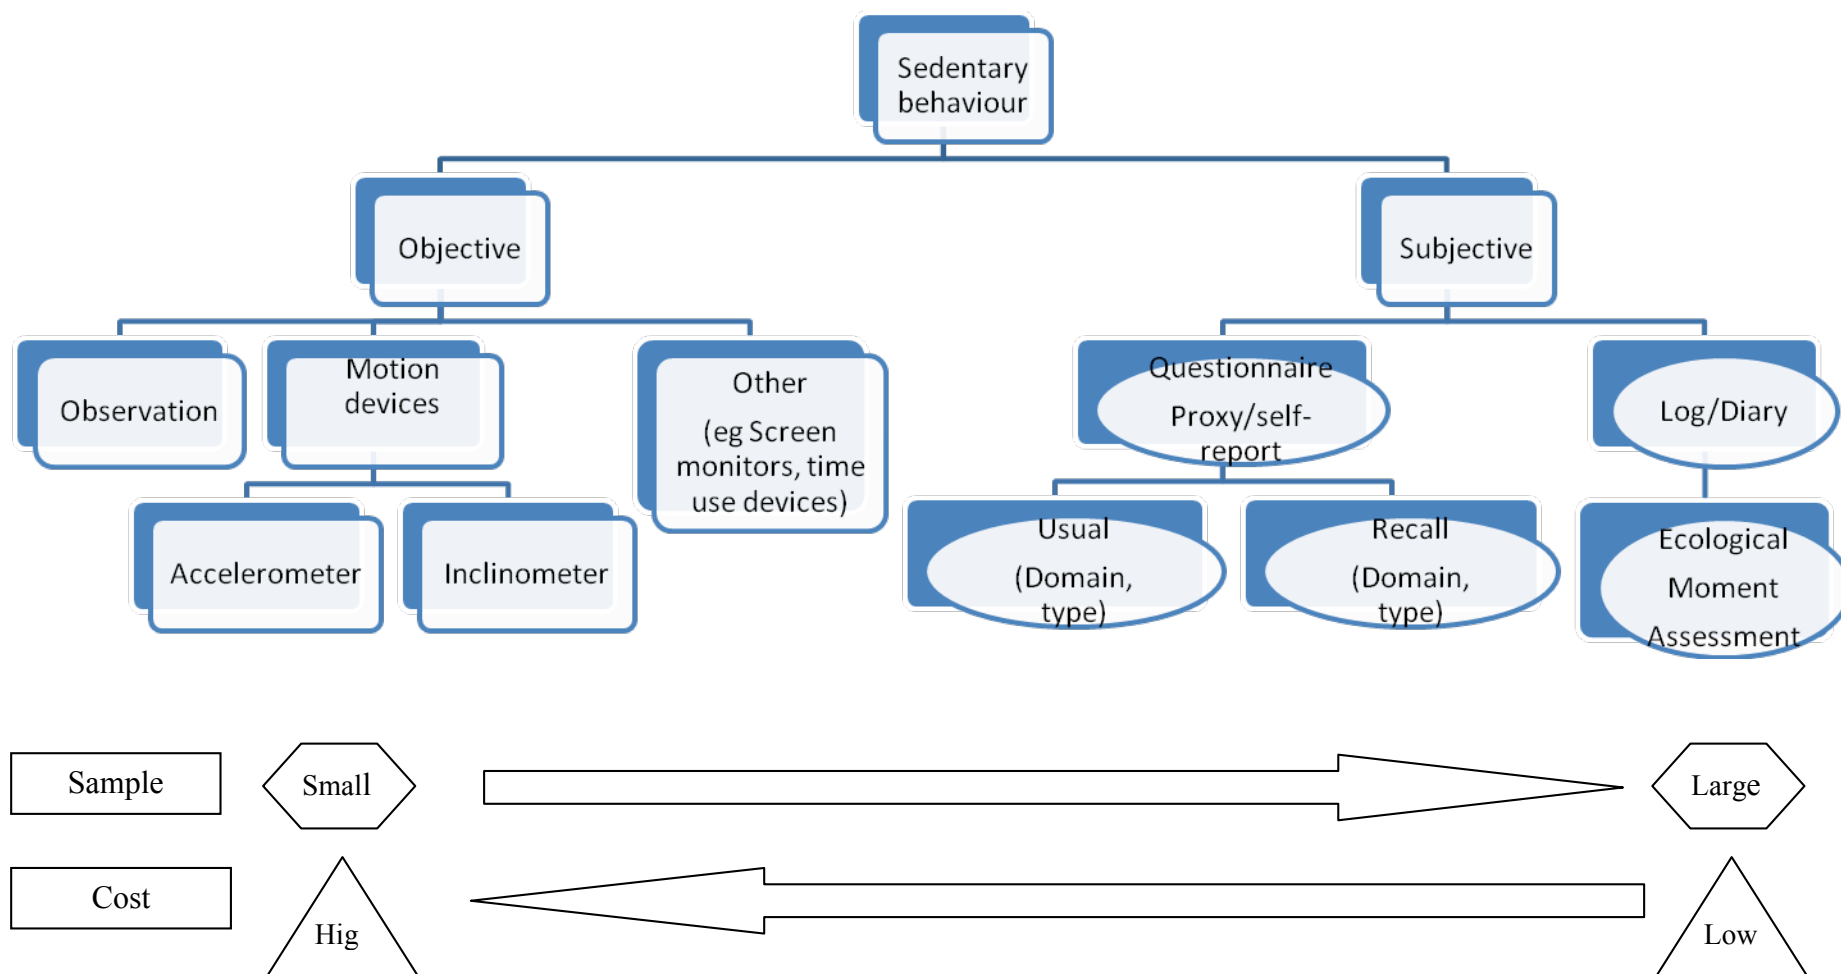 Sedentary
behaviour
Objective
Subjective
Observation
Motion
devices
Other
(eg Screen
monitors, time
use devices)
Questionnaire
Proxy/self-
report
Log/Diary
Accelerometer
Inclinometer
Usual
(Domain,
type)
Recall
(Domain,
type)
Ecological
Moment
Assessment
Sample
Small
Large
Cost
Hig
Low